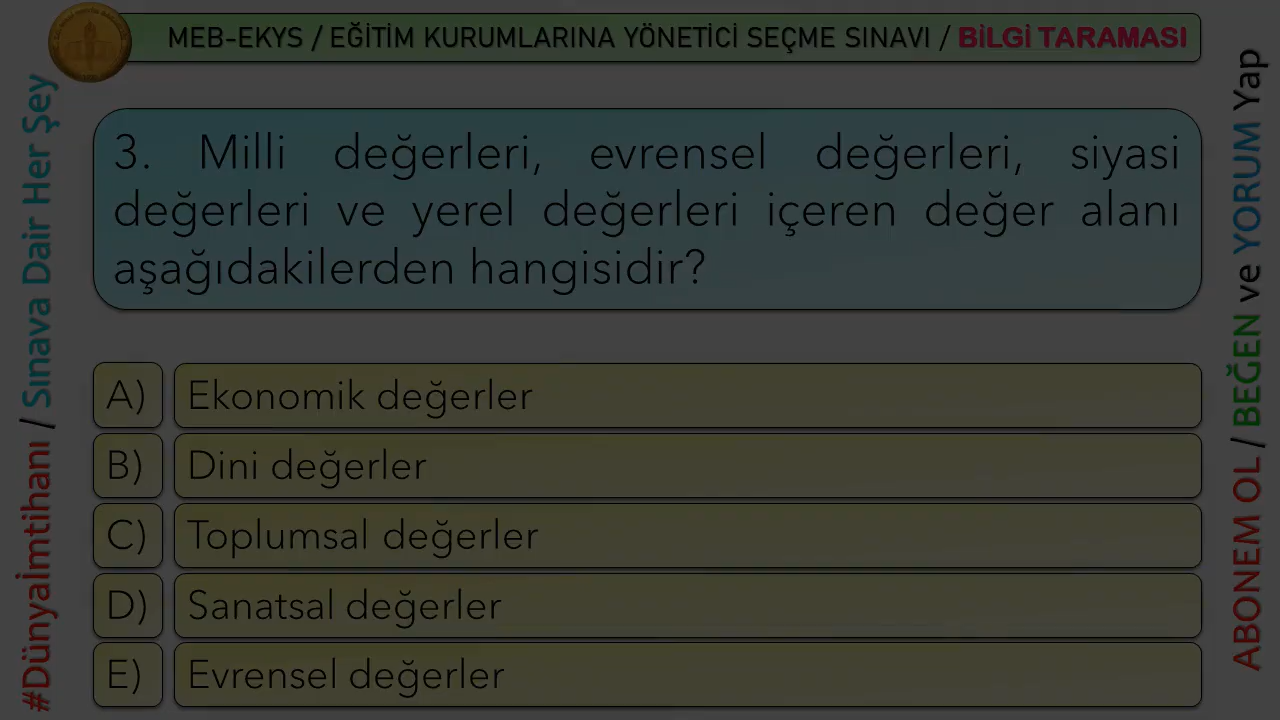 MEB-EKYS / EĞİTİM KURUMLARINA YÖNETİCİ SEÇME SINAVI / BİLGİ TARAMASI
#Dünyaimtihanı / Sınava Dair Her Şey
3. Milli değerleri, evrensel değerleri, siyasi
değerleri ve yerel değerleri içeren değer alanı
aşağıdakilerden hangisidir?
A) Ekonomik değerler
B) Dini değerler
C) Toplumsal değerler
D) Sanatsal değerler
E) Evrensel değerler
ABONEM OL / BEĞEN ve YORUM Yap